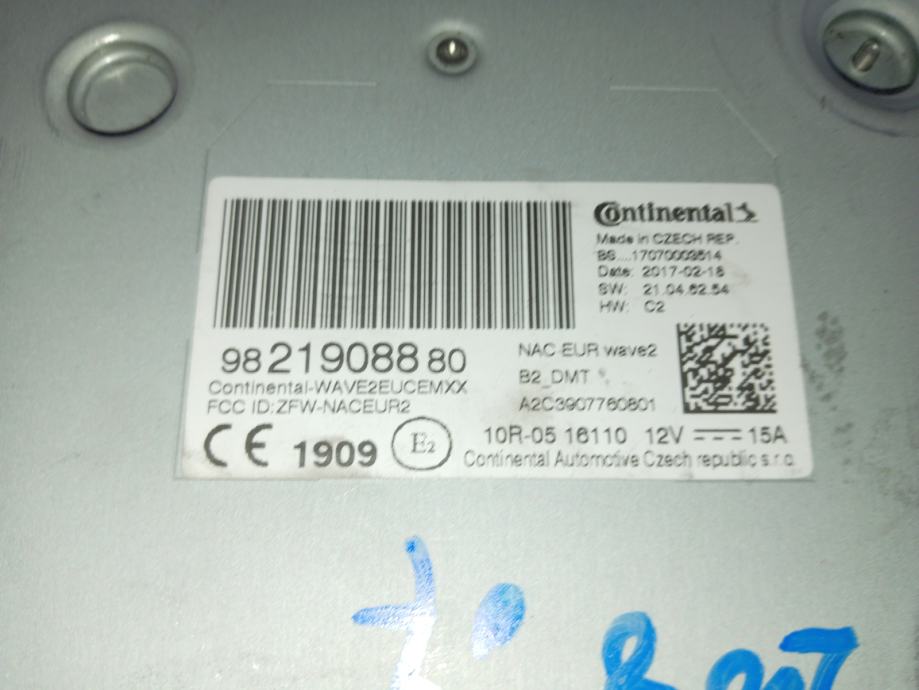 Continental
Made in CZECH REP.
BS....17070003514
Date: 2017-02-18
SW: 21.04.62.54
HW: C2
98 219088 80
Continental-WAVE2EUCEMXX
FCC ID:ZFW-NACEUR2
NAC-EUR wave2
B2_DMT
A2C3907760801
CE 1909 E2
10R-05 16110 12V 15A
Continental Automotive Czech republic s.r.o.